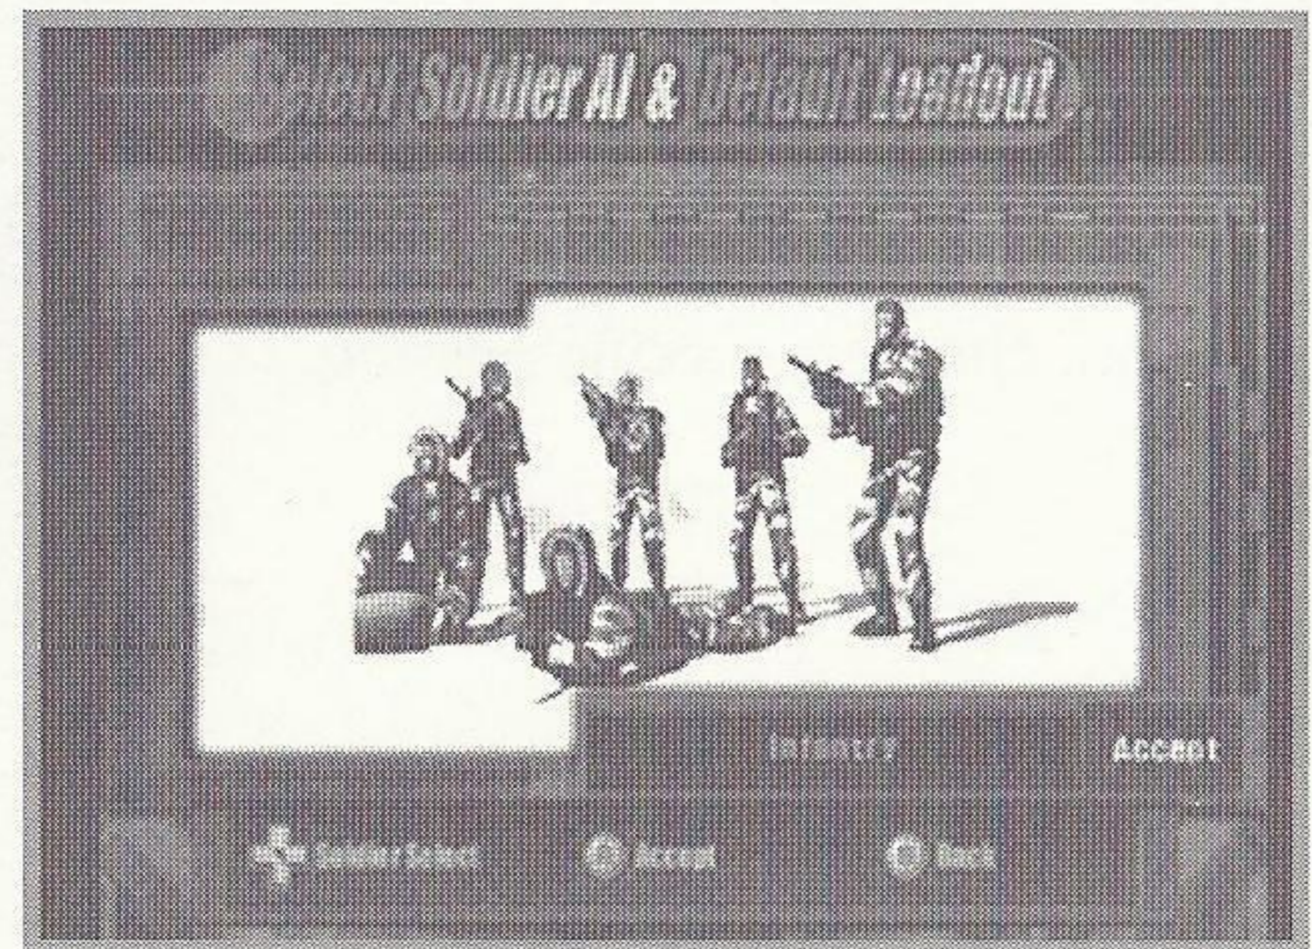 Select Soldier AI & Default Loadout
Infantry
Accept
Soldier Select
Accept
Back